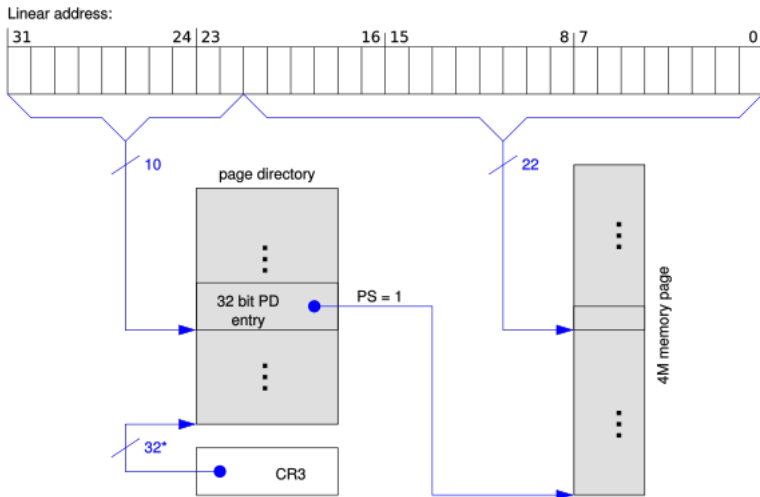 Linear address:
31 24 23 16 15 8 7 0
10 22
page directory
32 bit PD
entry
PS = 1
4M memory page
32*
CR3